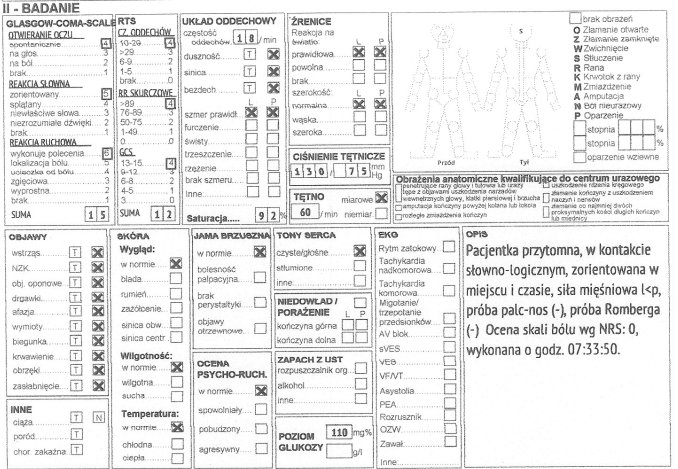 II - BADANIE
GLASGOW-COMA-SCALE
OTWIERANIE OCZU
spontanicznie 4
na głos 3
na ból 2
brak 1
REAKCJA SŁOWNA
zorientowany 5
splątany 4
niewłaściwe słowa 3
niezrozumiałe dźwięki 2
brak 1
REAKCJA RUCHOWA
wykonuje polecenia 6
lokalizacja bólu 5
ucieczka od bólu 4
zgięciowa 3
wyprostna 2
brak 1
SUMA 15
RTS
CZ. ODDECHÓW
10-29 4
>29 3
6-9 2
1-5 1
brak 0
RR SKURCZOWE
>89 4
76-89 3
50-75 2
1-49 1
0 0
GCS
13-15 4
9-12 3
6-8 2
4-5 1
3 0
SUMA 12
UKŁAD ODDECHOWY
częstość
oddechów 18 / min
duszność T
sinica T
bezdech T
L P
szmer prawidł.
furczenie
świsty
trzeszczenie
rzężenie
brak szmeru
Inne
Saturacja..... 92 %
ŹRENICE
Reakcja na
światło: L P
prawidłowa
powolna
brak
szerokość: L P
normalna
wąska
szeroka
CIŚNIENIE TĘTNICZE
130 / 75 mm Hg
TĘTNO miarowe
60 / min niemiar.
S
Przód Tył
brak obrażeń
O Złamanie otwarte
Z Złamanie zamknięte
W Zwichnięcie
S Stłuczenie
R Rana
K Krwotok z rany
M Zmiażdżenie
A Amputacja
N Ból nieurazowy
P Oparzenie
stopnia %
stopnia %
oparzenie wziewne
Obrażenia anatomiczne kwalifikujące do centrum urazowego
penetrujące rany głowy i tułowia lub urazy
tępe z objawami uszkodzenia narządów
wewnętrznych głowy, klatki piersiowej i brzucha
amputacja kończyny powyżej kolana lub łokcia
rozległe zmiażdżenie kończyn
uszkodzenie rdzenia kręgowego
złamanie kończyny z uszkodzeniem
naczyń i nerwów
złamanie co najmniej dwóch
proksymalnych kości długich kończyn
lub miednicy
OBJAWY
wstrząs T
NZK T
obj. oponowe T
drgawki T
afazja T
wymioty T
biegunka T
krwawienie T
obrzęki T
zasłabnięcie T
INNE
ciąża T N
poród T
chor. zakaźna T
SKÓRA
Wygląd:
w normie
blada
rumień
zażółcenie
sinica obw.
sinica centr.
Wilgotność:
w normie
wilgotna
sucha
Temperatura:
w normie
chłodna
ciepła
JAMA BRZUSZNA
w normie
bolesność
palpacyjna
brak
perystaltyki
objawy
otrzewnowe
OCENA
PSYCHO-RUCH.
w normie
spowolniały
pobudzony
agresywny
TONY SERCA
czyste/głośne
stłumione
inne
NIEDOWŁAD /
PORAŻENIE L P
kończyna górna
kończyna dolna
ZAPACH Z UST
rozpuszczalnik org.
alkohol
inne:
POZIOM 110 mg%
GLUKOZY g/l
EKG
Rytm zatokowy
Tachykardia
nadkomorowa
Tachykardia
komorowa
Migotanie/
trzepotanie
przedsionków
AV blok
sVES
VES
VF/VT
Asystolia
PEA
Rozrusznik
OZW
Zawał:
Inne:
OPIS
Pacjentka przytomna, w kontakcie
słowno-logicznym, zorientowana w
miejscu i czasie, siła mięśniowa l<p,
próba palc-nos (-), próba Romberga
(-) Ocena skali bólu wg NRS: 0,
wykonana o godz. 07:33:50.